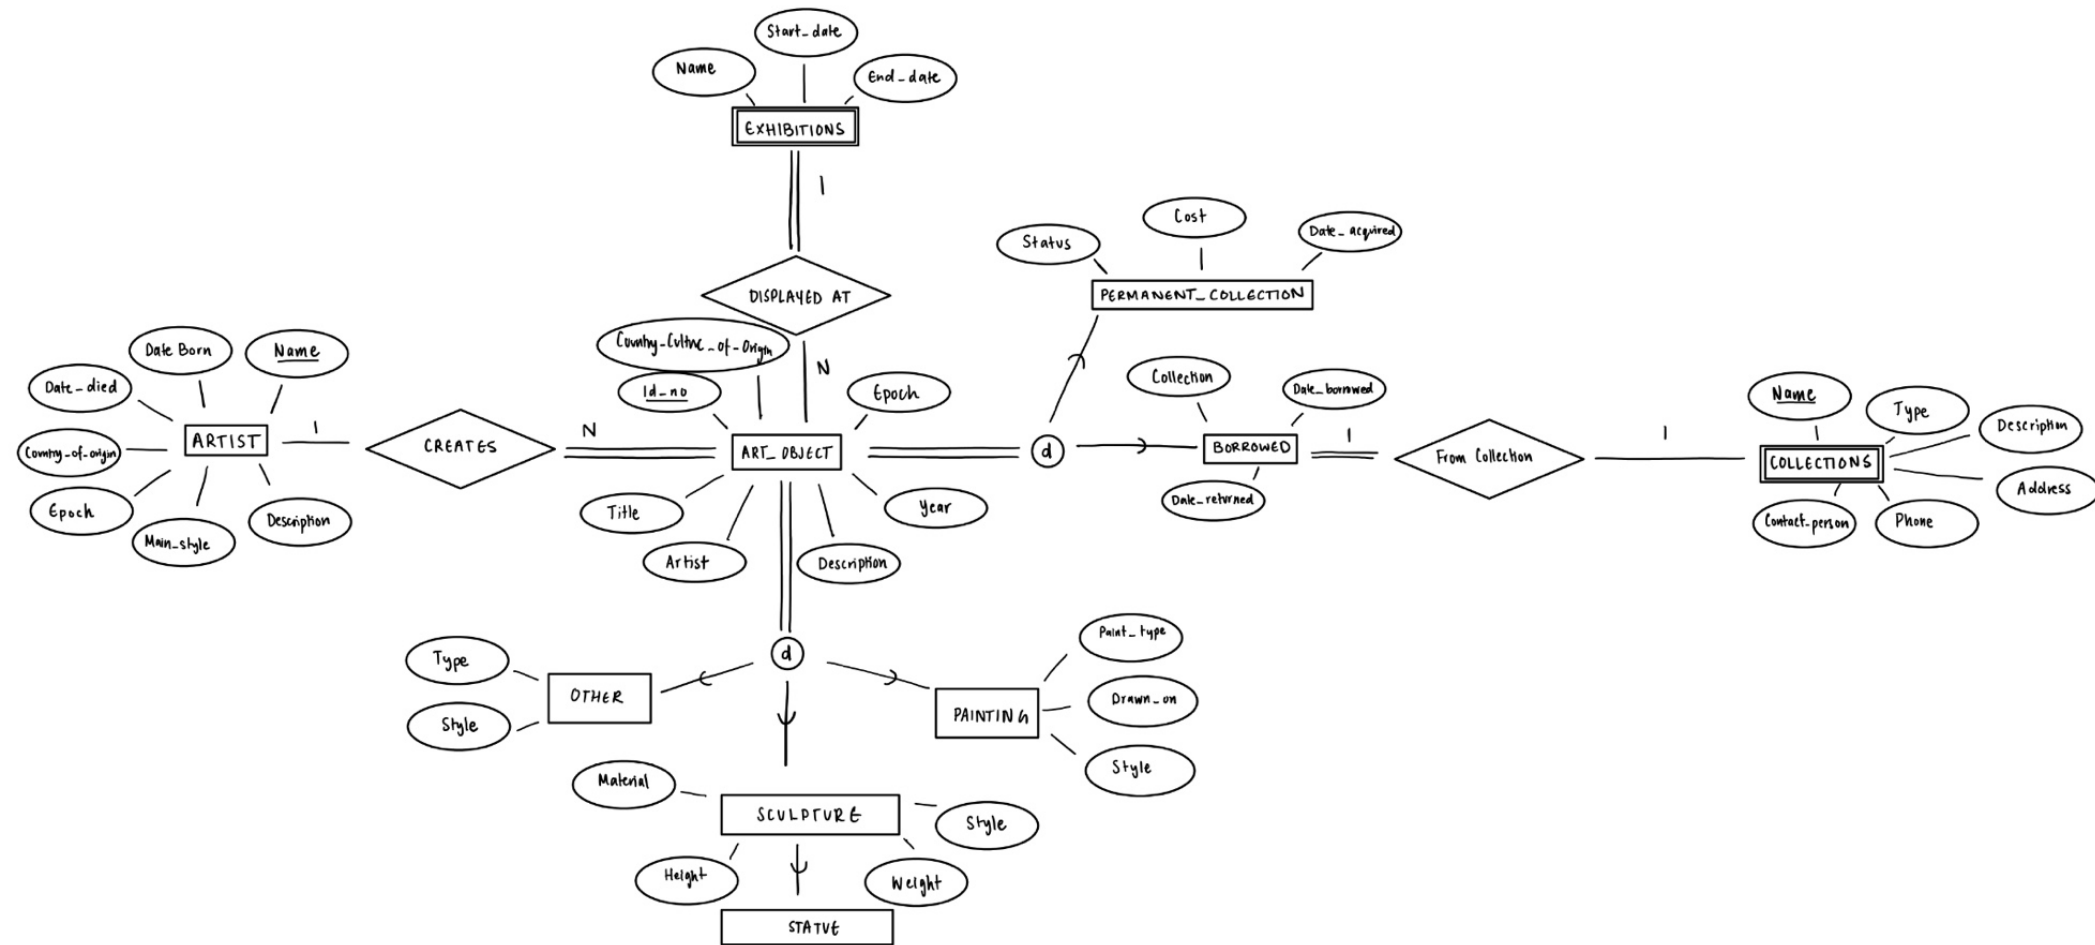 Start_date
Name
End_date
EXHIBITIONS
1
DISPLAYED AT
N
Status
Cost
Date_acquired
PERMANENT_COLLECTION
Country_Culture_of_Origin
Id_no
Epoch
Date Born
Name
Date_died
Country_of_origin
ARTIST
Epoch
Main_style
Description
1
CREATES
N
ART_OBJECT
Title
Artist
Description
Year
d
Collection
Date_borrowed
BORROWED
Date_returned
1
From Collection
1
Name
Type
Description
COLLECTIONS
Address
Contact_person
Phone
d
Type
Style
OTHER
Paint_type
Drawn_on
PAINTING
Style
Material
SCULPTURE
Style
Height
Weight
STATUE